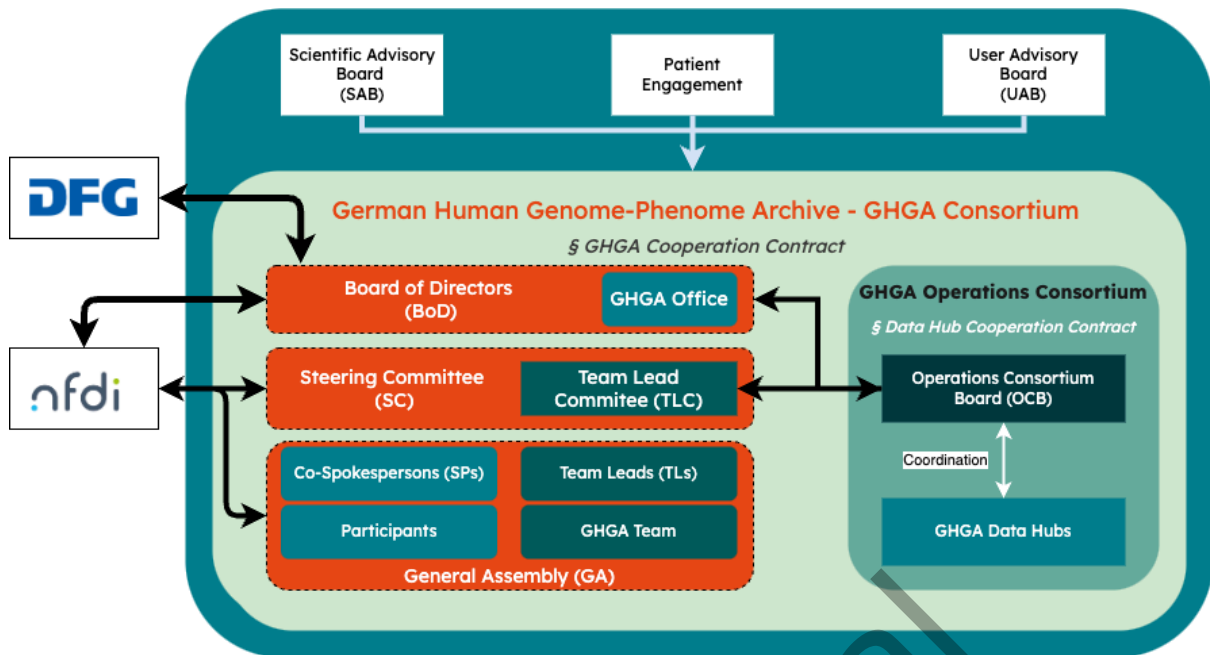 Scientific Advisory
Board
(SAB)
Patient
Engagement
User Advisory
Board
(UAB)
DFG
German Human Genome-Phenome Archive - GHGA Consortium
§ GHGA Cooperation Contract
Board of Directors
(BoD)
GHGA Office
GHGA Operations Consortium
§ Data Hub Cooperation Contract
nfdi
Steering Committee
(SC)
Team Lead
Commitee (TLC)
Operations Consortium
Board (OCB)
Coordination
Co-Spokespersons (SPs)
Team Leads (TLs)
Participants
GHGA Team
GHGA Data Hubs
General Assembly (GA)